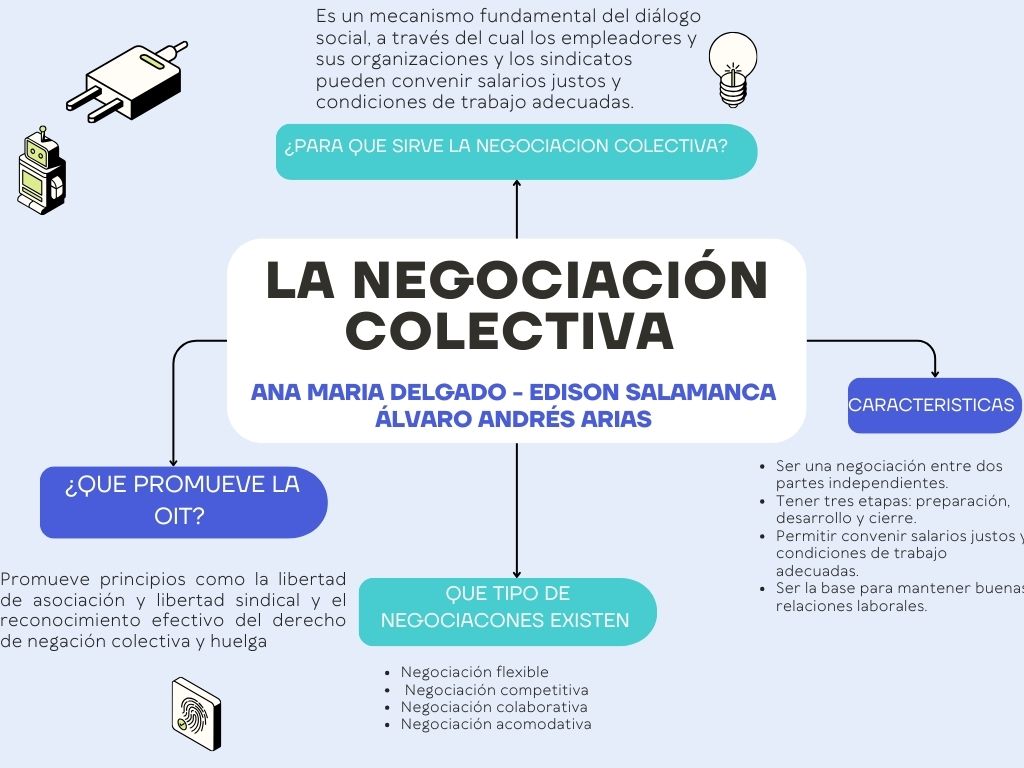 Es un mecanismo fundamental del diálogo
social, a través del cual los empleadores y
sus organizaciones y los sindicatos
pueden convenir salarios justos y
condiciones de trabajo adecuadas.
¿PARA QUE SIRVE LA NEGOCIACION COLECTIVA?
LA NEGOCIACIÓN
COLECTIVA
ANA MARIA DELGADO - EDISON SALAMANCA
ÁLVARO ANDRÉS ARIAS
CARACTERISTICAS
• Ser una negociación entre dos
partes independientes.
• Tener tres etapas: preparación,
desarrollo y cierre.
• Permitir convenir salarios justos y
condiciones de trabajo
adecuadas.
• Ser la base para mantener buenas
relaciones laborales.
¿QUE PROMUEVE LA
OIT?
Promueve principios como la libertad
de asociación y libertad sindical y el
reconocimiento efectivo del derecho
de negación colectiva y huelga
QUE TIPO DE
NEGOCIACONES EXISTEN
• Negociación flexible
• Negociación competitiva
• Negociación colaborativa
• Negociación acomodativa